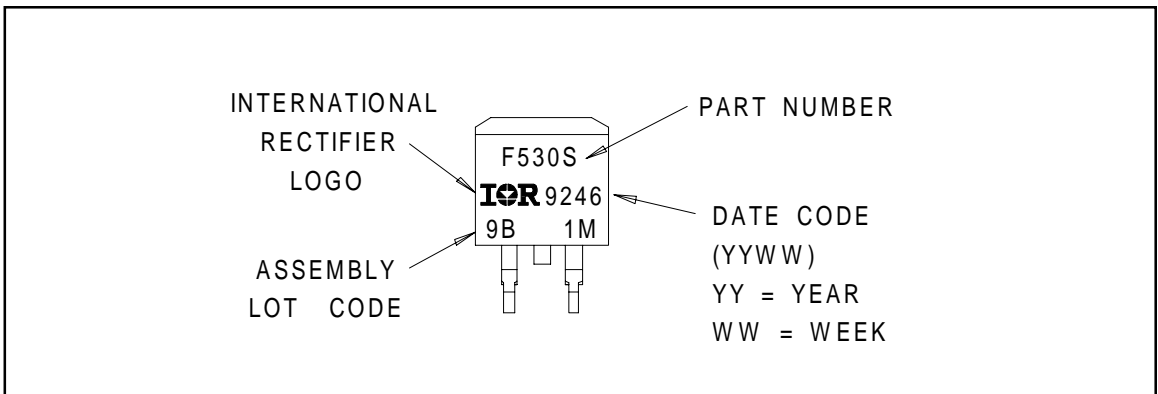 INTERNATIONAL
RECTIFIER
LOGO
ASSEMBLY
LOT CODE
F530S
IOR 9246
9B 1M
PART NUMBER
DATE CODE
(YYWW)
YY = YEAR
WW = WEEK